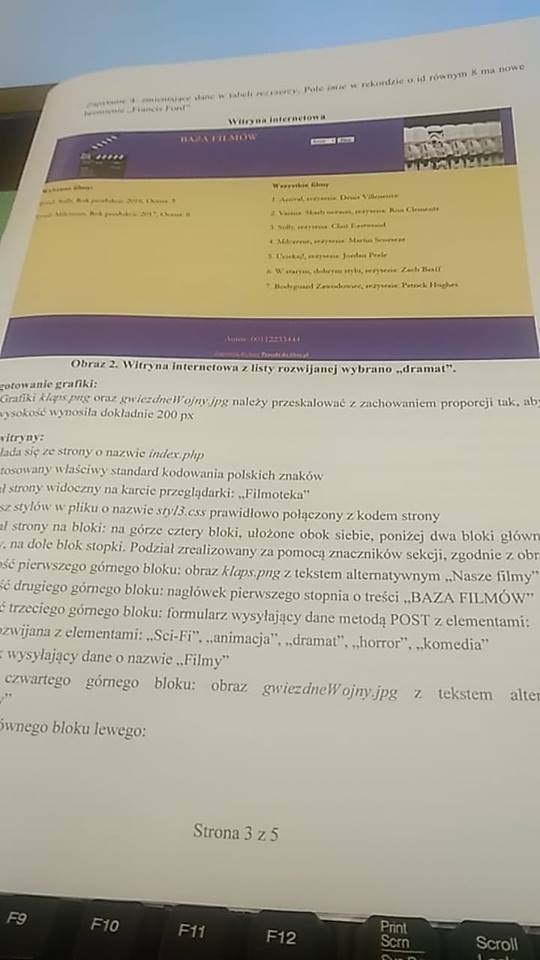 Zapytanie 4: zmieniające dane w tabeli rezyserzy. Pole imie w rekordzie o id równym 8 ma nowe
brzmienie „Francis Ford”
Witryna internetowa
BAZA FILMÓW
Wybrane filmy:
Tytuł: Sully, Rok produkcji: 2016, Ocena: 5
Tytuł: Milczenie, Rok produkcji: 2017, Ocena: 6
Wszystkie filmy
1. Arrival, reżyseria: Denis Villeneuve
2. Vaiana: Skarb oceanu, reżyseria: Ron Clements
3. Sully, reżyseria: Clint Eastwood
4. Milczenie, reżyseria: Martin Scorsese
5. Uciekaj!, reżyseria: Jordan Peele
6. W starym, dobrym stylu, reżyseria: Zach Braff
7. Bodyguard Zawodowiec, reżyseria: Patrick Hughes
Autor: 00112233444
Obraz 2. Witryna internetowa z listy rozwijanej wybrano „dramat”.
gotowanie grafiki:
Grafiki klaps.png oraz gwiezdneWojny.jpg należy przeskalować z zachowaniem proporcji tak, aby
wysokość wynosiła dokładnie 200 px
witryny:
łada się ze strony o nazwie index.php
tosowany właściwy standard kodowania polskich znaków
ł strony widoczny na karcie przeglądarki: „Filmoteka”
sz stylów w pliku o nazwie styl3.css prawidłowo połączony z kodem strony
ał strony na bloki: na górze cztery bloki, ułożone obok siebie, poniżej dwa bloki główn
y, na dole blok stopki. Podział zrealizowany za pomocą znaczników sekcji, zgodnie z obr
ość pierwszego górnego bloku: obraz klaps.png z tekstem alternatywnym „Nasze filmy”
ść drugiego górnego bloku: nagłówek pierwszego stopnia o treści „BAZA FILMÓW”
ć trzeciego górnego bloku: formularz wysyłający dane metodą POST z elementami:
ozwijana z elementami: „Sci-Fi”, „animacja”, „dramat”, „horror”, „komedia”
k wysyłający dane o nazwie „Filmy”
czwartego górnego bloku: obraz gwiezdneWojny.jpg z tekstem alter
y”
ównego bloku lewego:
Strona 3 z 5
F9 F10 F11 F12 Print
Scrn Scroll